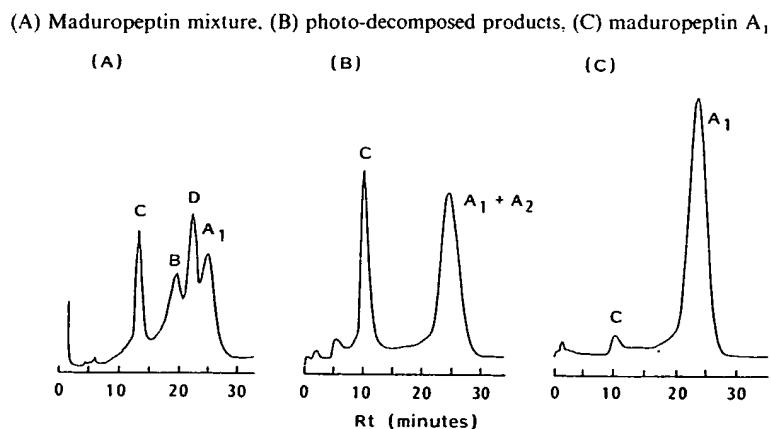 (A) Maduropeptin mixture. (B) photo-decomposed products, (C) maduropeptin A₁
(A) (B) (C)
C B D A₁
C A₁ + A₂
C A₁
0 10 20 30 0 10 20 30 0 10 20 30
Rt (minutes)